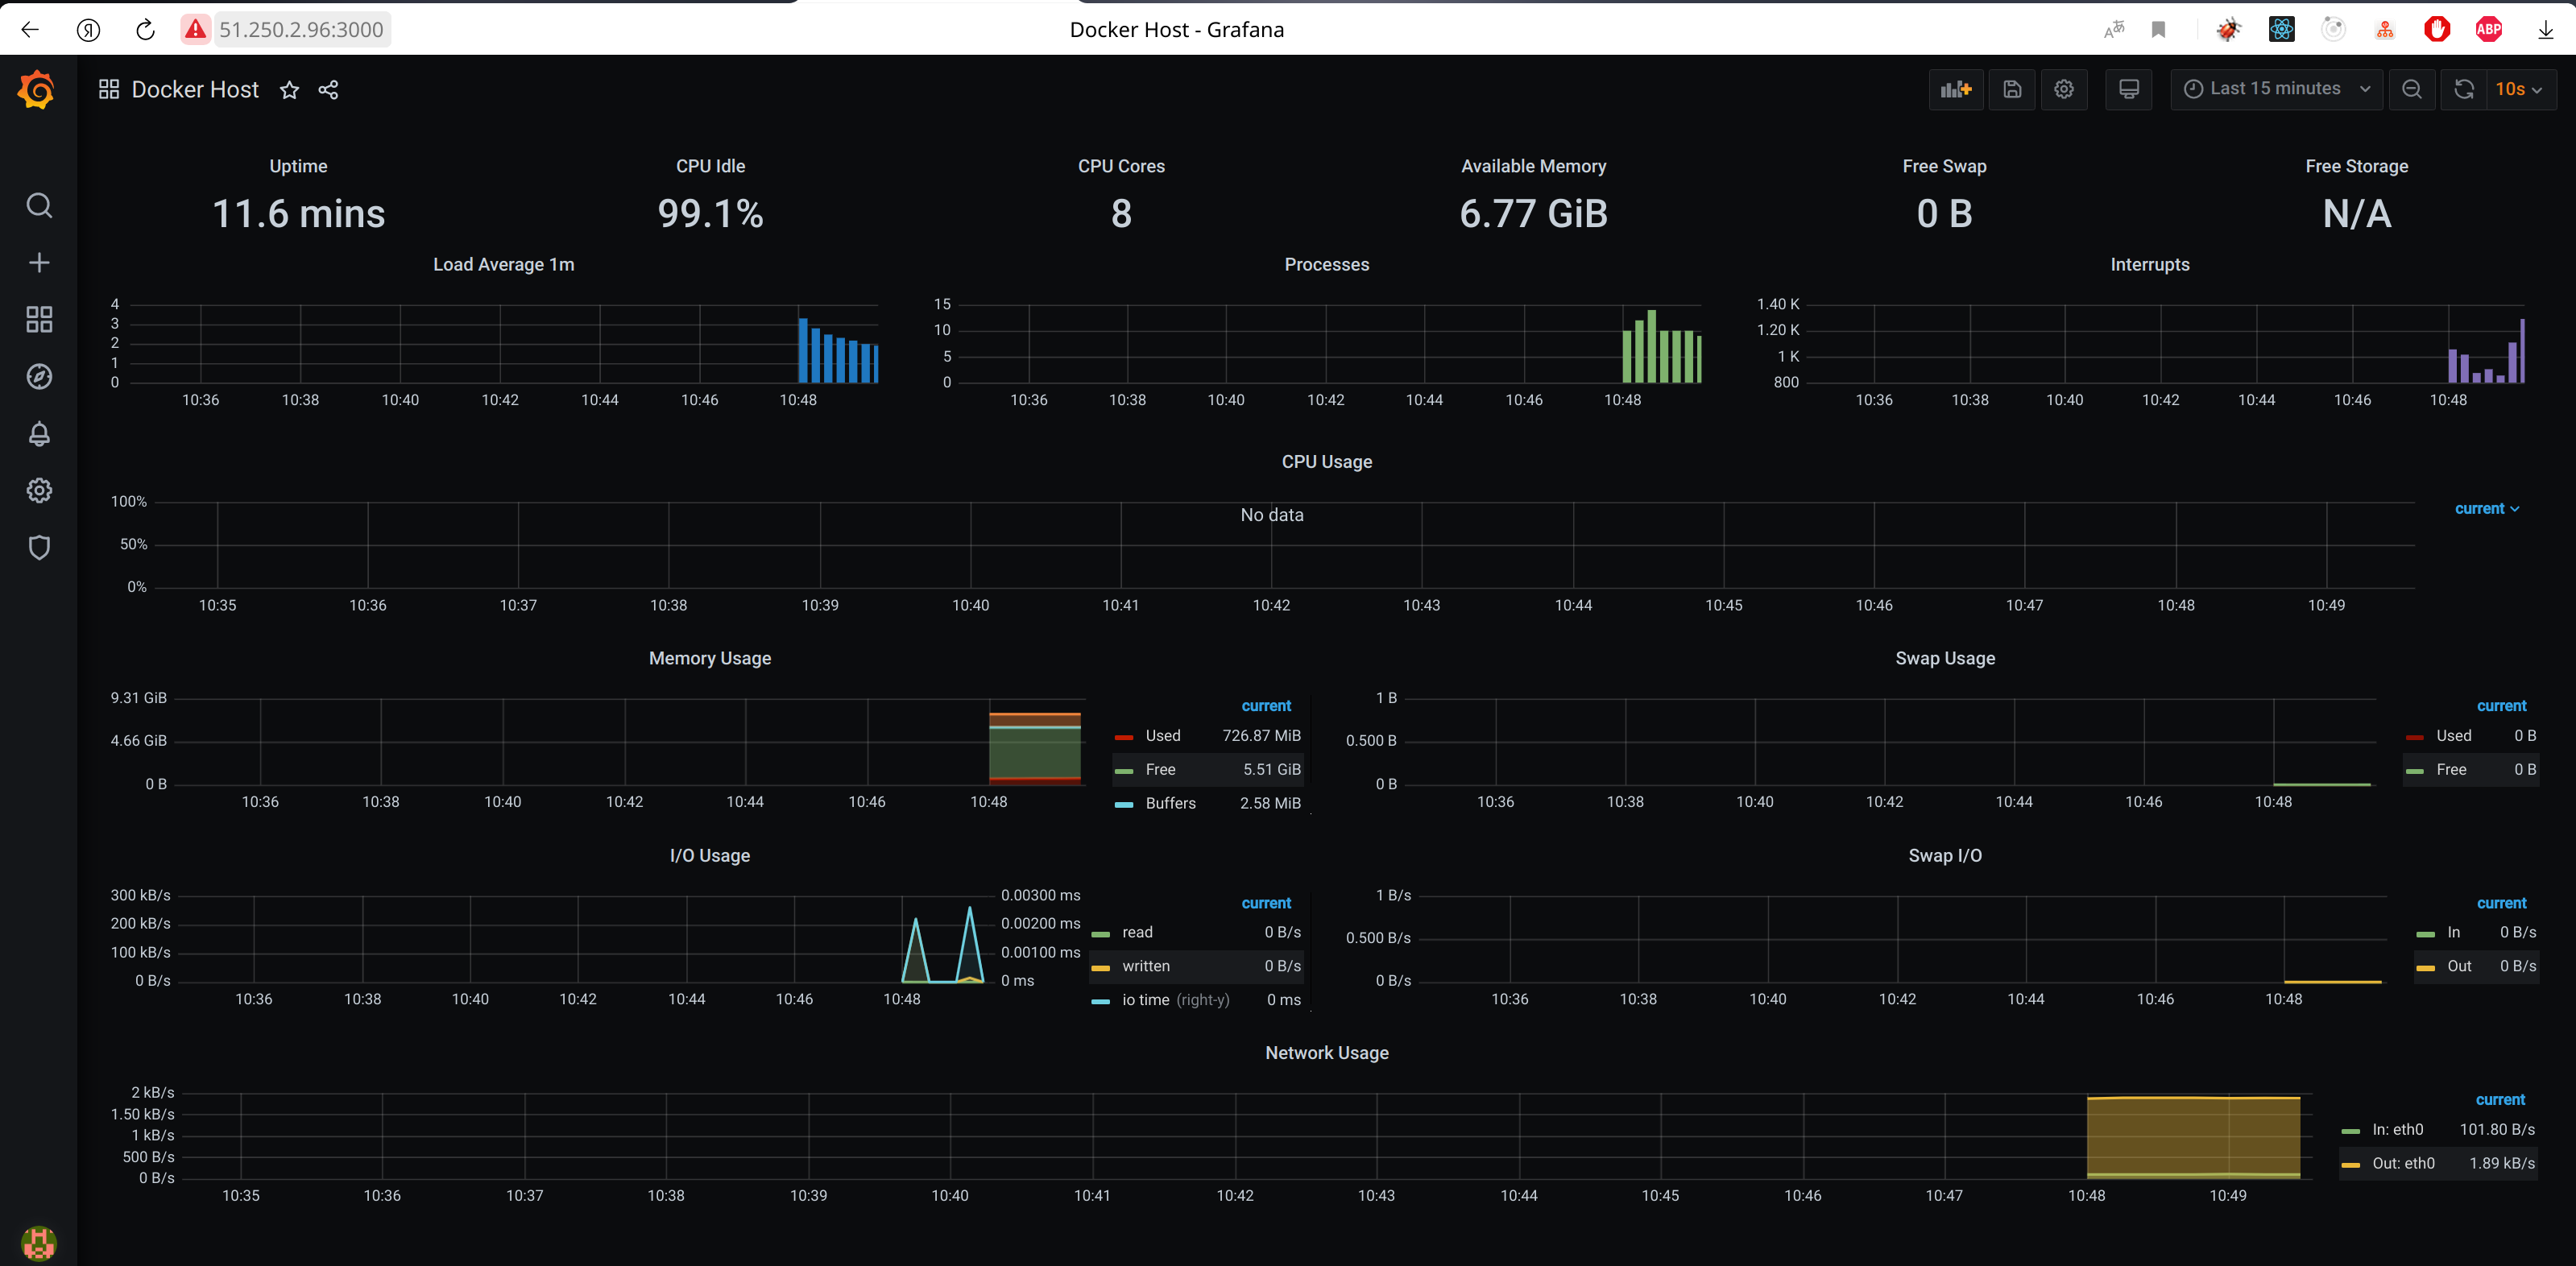 Я 51.250.2.96:3000 Docker Host - Grafana ABP
Docker Host Last 15 minutes 10s
Uptime CPU Idle CPU Cores Available Memory Free Swap Free Storage
11.6 mins 99.1% 8 6.77 GiB 0 B N/A
Load Average 1m
4
3
2
1
0
10:36 10:38 10:40 10:42 10:44 10:46 10:48
Processes
15
10
5
0
10:36 10:38 10:40 10:42 10:44 10:46 10:48
Interrupts
1.40 K
1.20 K
1 K
800
10:36 10:38 10:40 10:42 10:44 10:46 10:48
CPU Usage
100%
No data
current
50%
0%
10:35 10:36 10:37 10:38 10:39 10:40 10:41 10:42 10:43 10:44 10:45 10:46 10:47 10:48 10:49
Memory Usage
9.31 GiB
4.66 GiB
0 B
10:36 10:38 10:40 10:42 10:44 10:46 10:48
current
Used 726.87 MiB
Free 5.51 GiB
Buffers 2.58 MiB
Swap Usage
1 B
0.500 B
0 B
10:36 10:38 10:40 10:42 10:44 10:46 10:48
current
Used 0 B
Free 0 B
I/O Usage
300 kB/s 0.00300 ms
200 kB/s 0.00200 ms
100 kB/s 0.00100 ms
0 B/s 0 ms
10:36 10:38 10:40 10:42 10:44 10:46 10:48
current
read 0 B/s
written 0 B/s
io time (right-y) 0 ms
Swap I/O
1 B/s
0.500 B/s
0 B/s
10:36 10:38 10:40 10:42 10:44 10:46 10:48
current
In 0 B/s
Out 0 B/s
Network Usage
2 kB/s
1.50 kB/s
1 kB/s
500 B/s
0 B/s
10:35 10:36 10:37 10:38 10:39 10:40 10:41 10:42 10:43 10:44 10:45 10:46 10:47 10:48 10:49
current
In: eth0 101.80 B/s
Out: eth0 1.89 kB/s